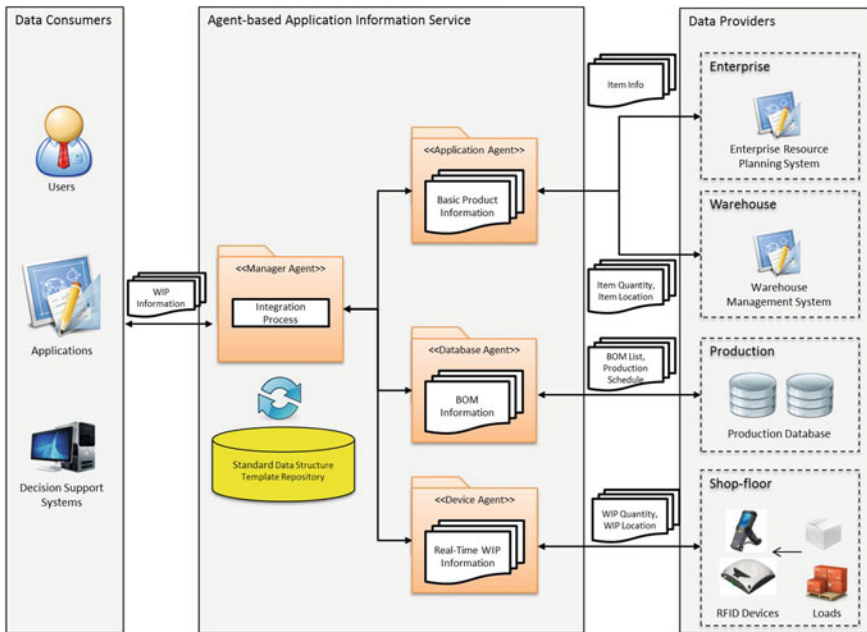 Data Consumers
Users
Applications
Decision Support
Systems
WIP
Information
Agent-based Application Information Service
<<Manager Agent>>
Integration
Process
Standard Data Structure
Template Repository
<<Application Agent>>
Basic Product
Information
<<Database Agent>>
BOM
Information
<<Device Agent>>
Real-Time WIP
Information
Item Info
Item Quantity,
Item Location
BOM List,
Production
Schedule
WIP Quantity,
WIP Location
Data Providers
Enterprise
Enterprise Resource
Planning System
Warehouse
Warehouse
Management System
Production
Production Database
Shop-floor
RFID Devices
Loads